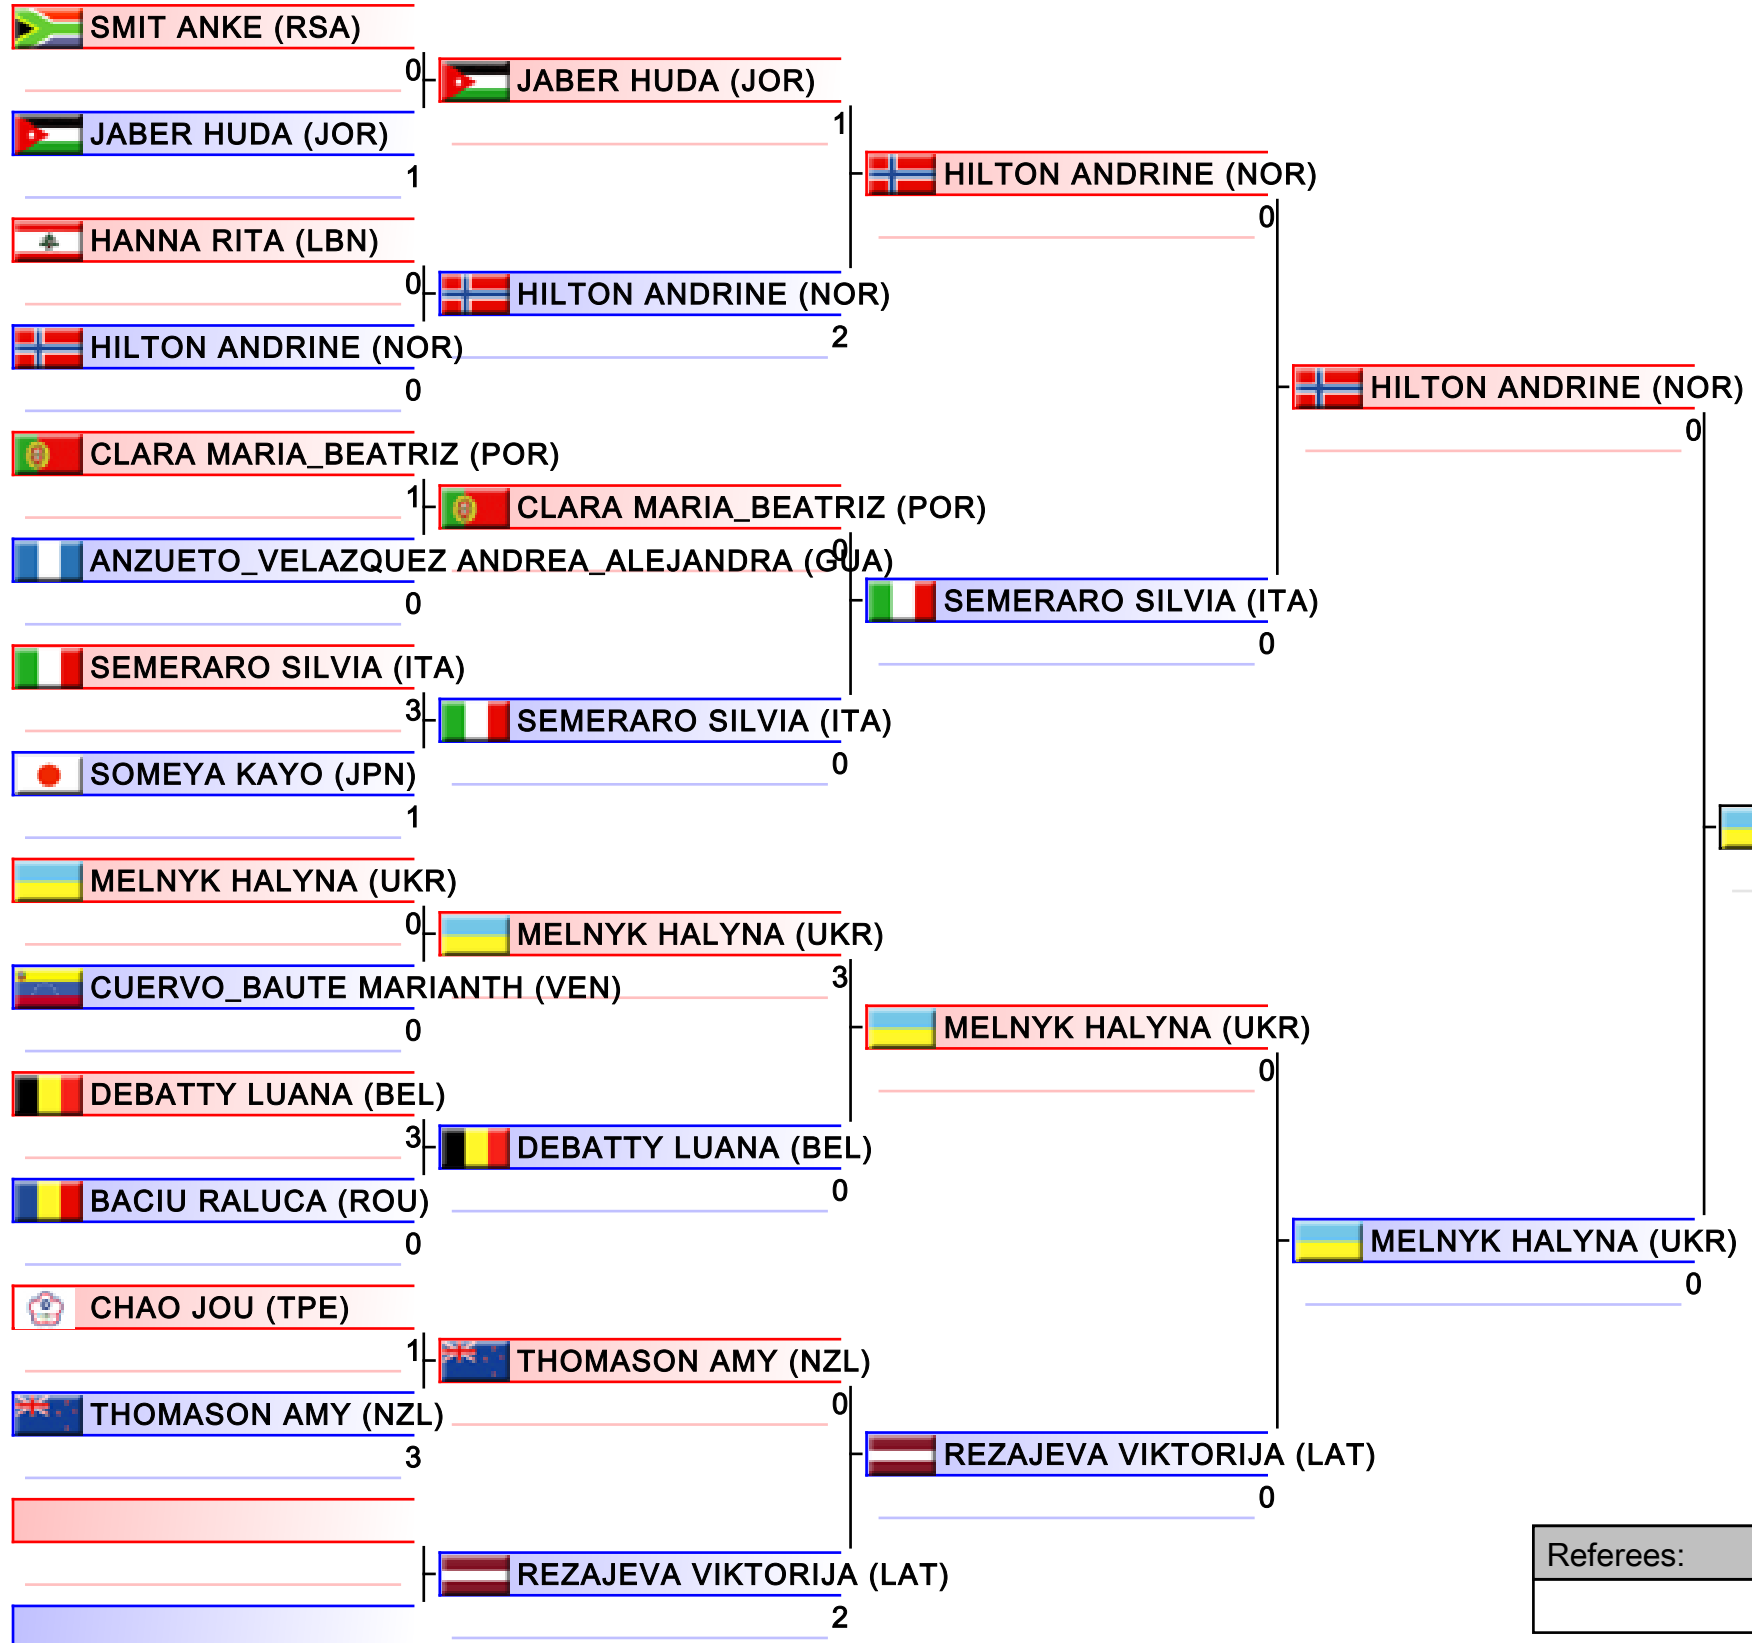 SMIT ANKE (RSA)
0
JABER HUDA (JOR)
1
HANNA RITA (LBN)
0
HILTON ANDRINE (NOR)
0
CLARA MARIA_BEATRIZ (POR)
1
ANZUETO_VELAZQUEZ ANDREA_ALEJANDRA (GUA)
0
SEMERARO SILVIA (ITA)
3
SOMEYA KAYO (JPN)
1
MELNYK HALYNA (UKR)
0
CUERVO_BAUTE MARIANTH (VEN)
0
DEBATTY LUANA (BEL)
3
BACIU RALUCA (ROU)
0
CHAO JOU (TPE)
1
THOMASON AMY (NZL)
3
JABER HUDA (JOR)
1
HILTON ANDRINE (NOR)
2
CLARA MARIA_BEATRIZ (POR)
0
SEMERARO SILVIA (ITA)
0
MELNYK HALYNA (UKR)
3
DEBATTY LUANA (BEL)
0
THOMASON AMY (NZL)
0
REZAJEVA VIKTORIJA (LAT)
2
HILTON ANDRINE (NOR)
0
SEMERARO SILVIA (ITA)
0
MELNYK HALYNA (UKR)
0
REZAJEVA VIKTORIJA (LAT)
0
HILTON ANDRINE (NOR)
0
MELNYK HALYNA (UKR)
0
Referees: